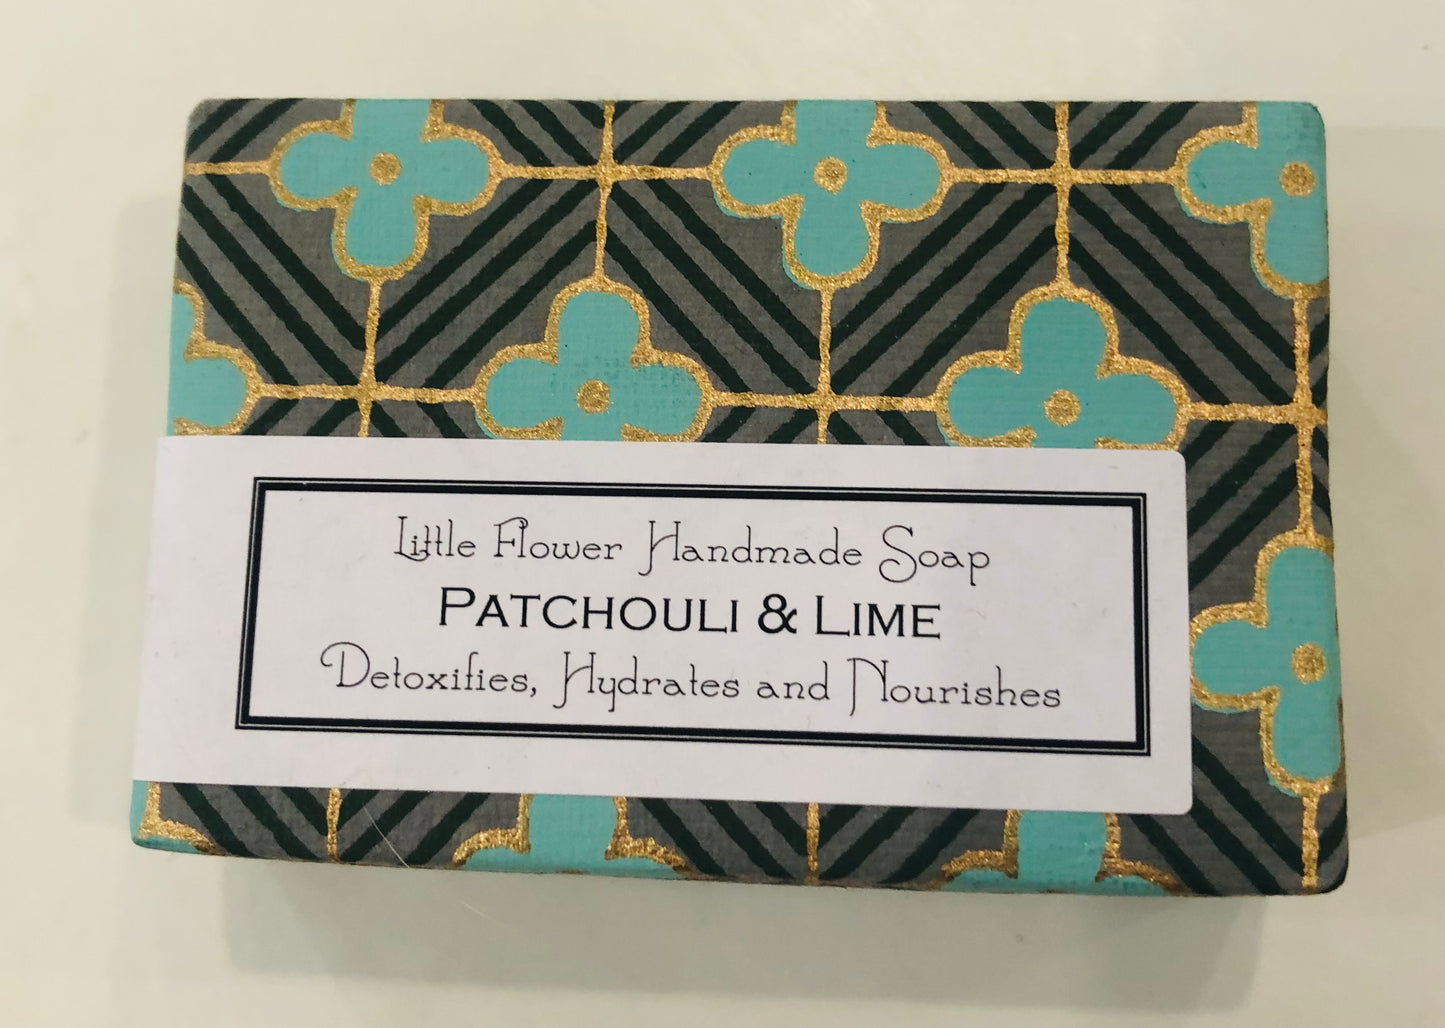 Little Flower Handmade Soap
PATCHOULI & LIME
Detoxifies, Hydrates and Nourishes